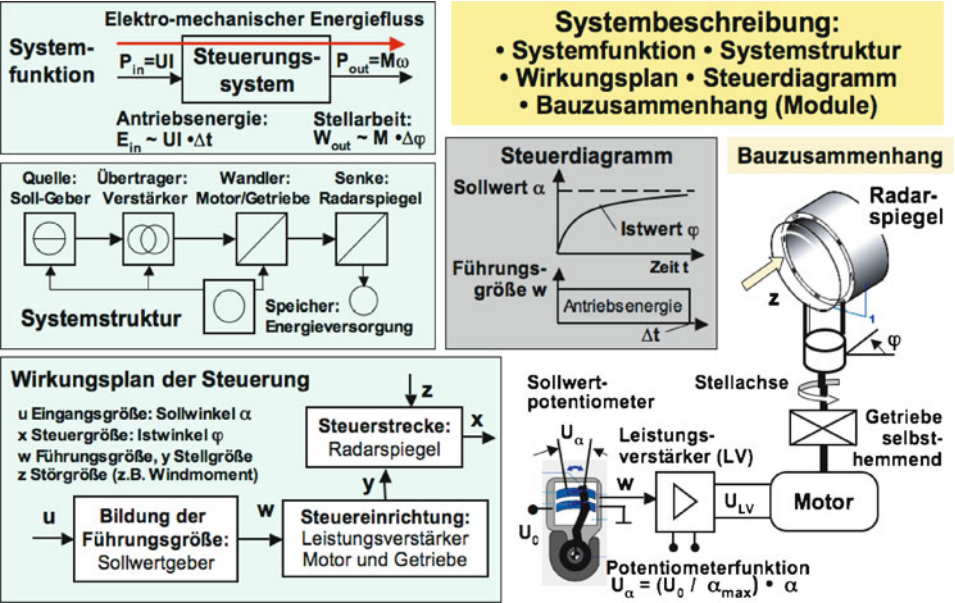 Elektro-mechanischer Energiefluss
System-
funktion
P_in=UI
Steuerungs-
system
P_out=Mω
Antriebsenergie:
E_in ~ UI •Δt
Stellarbeit:
W_out ~ M •Δφ
Systembeschreibung:
• Systemfunktion • Systemstruktur
• Wirkungsplan • Steuerdiagramm
• Bauzusammenhang (Module)
Quelle:
Soll-Geber
Übertrager:
Verstärker
Wandler:
Motor/Getriebe
Senke:
Radarspiegel
Systemstruktur
Speicher:
Energieversorgung
Steuerdiagramm
Sollwert α
Istwert φ
Zeit t
Führungs-
größe w
Antriebsenergie
Δt
Bauzusammenhang
Radar-
spiegel
z
1
φ
Stellachse
Getriebe
selbst-
hemmend
Motor
Wirkungsplan der Steuerung
u Eingangsgröße: Sollwinkel α
x Steuergröße: Istwinkel φ
w Führungsgröße, y Stellgröße
z Störgröße (z.B. Windmoment)
z
Steuerstrecke:
Radarspiegel
x
y
u
Bildung der
Führungsgröße:
Sollwertgeber
w
Steuereinrichtung:
Leistungsverstärker
Motor und Getriebe
Sollwert-
potentiometer
U_α
Leistungs-
verstärker (LV)
w
U_LV
U_0
Potentiometerfunktion
U_α = (U_0 / α_max) • α